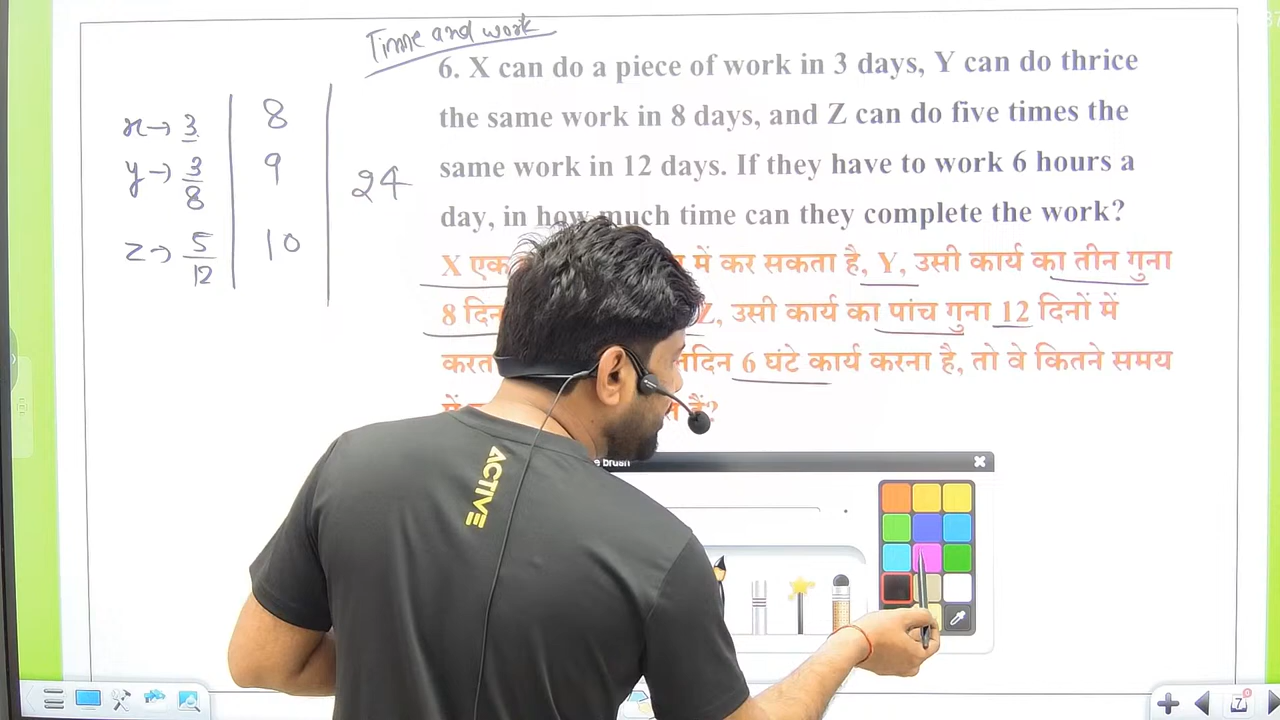 Time and work
6. X can do a piece of work in 3 days, Y can do thrice
the same work in 8 days, and Z can do five times the
same work in 12 days. If they have to work 6 hours a
day, in how much time can they complete the work?
X एक में कर सकता है, Y, उसी कार्य का तीन गुना
8 दिन Z, उसी कार्य का पांच गुना 12 दिनों में
करत दिन 6 घंटे कार्य करना है, तो वे कितने समय
हैं?
x → 3 8
y → 3/8 9
z → 5/12 10
24
ACTIVE
brush